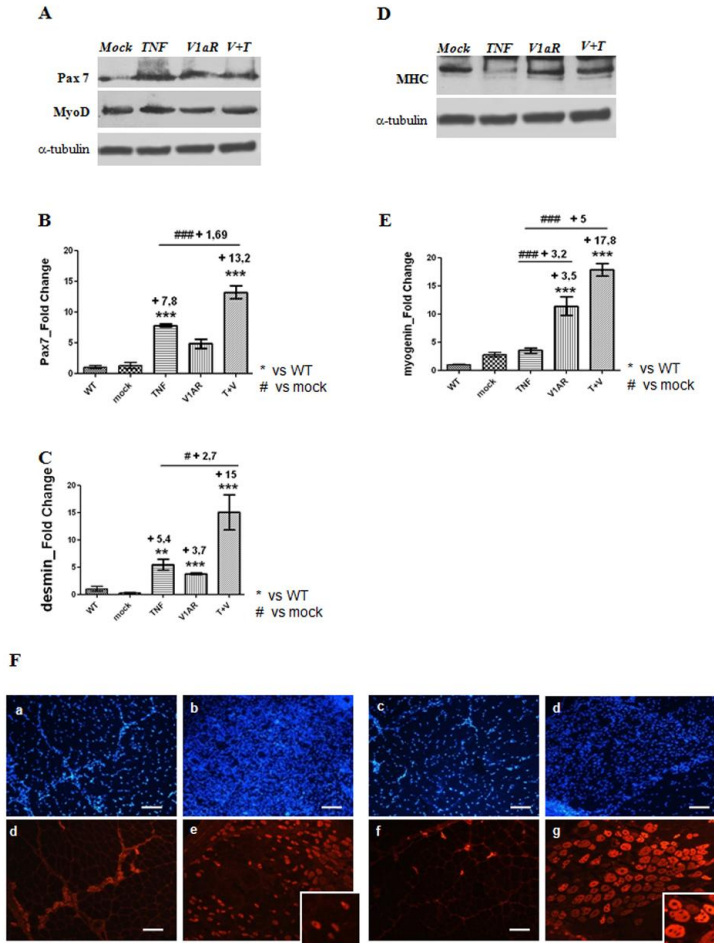 A
Mock TNF V1aR V+T
Pax 7
MyoD
α-tubulin
D
Mock TNF V1aR V+T
MHC
α-tubulin
B
### + 1,69
+ 13,2
***
+ 7,8
***
Pax7_Fold Change
20
15
10
5
0
WT mock TNF V1AR T+V
* vs WT
# vs mock
E
### + 5
+ 17,8
***
### + 3,2
+ 3,5
***
myogenin_Fold Change
20
15
10
5
0
WT mock TNF V1AR T+V
* vs WT
# vs mock
C
# + 2,7
+ 15
***
+ 5,4
**
+ 3,7
***
desmin_Fold Change
20
15
10
5
0
WT mock TNF V1AR T+V
* vs WT
# vs mock
F
a b c d
d e f g